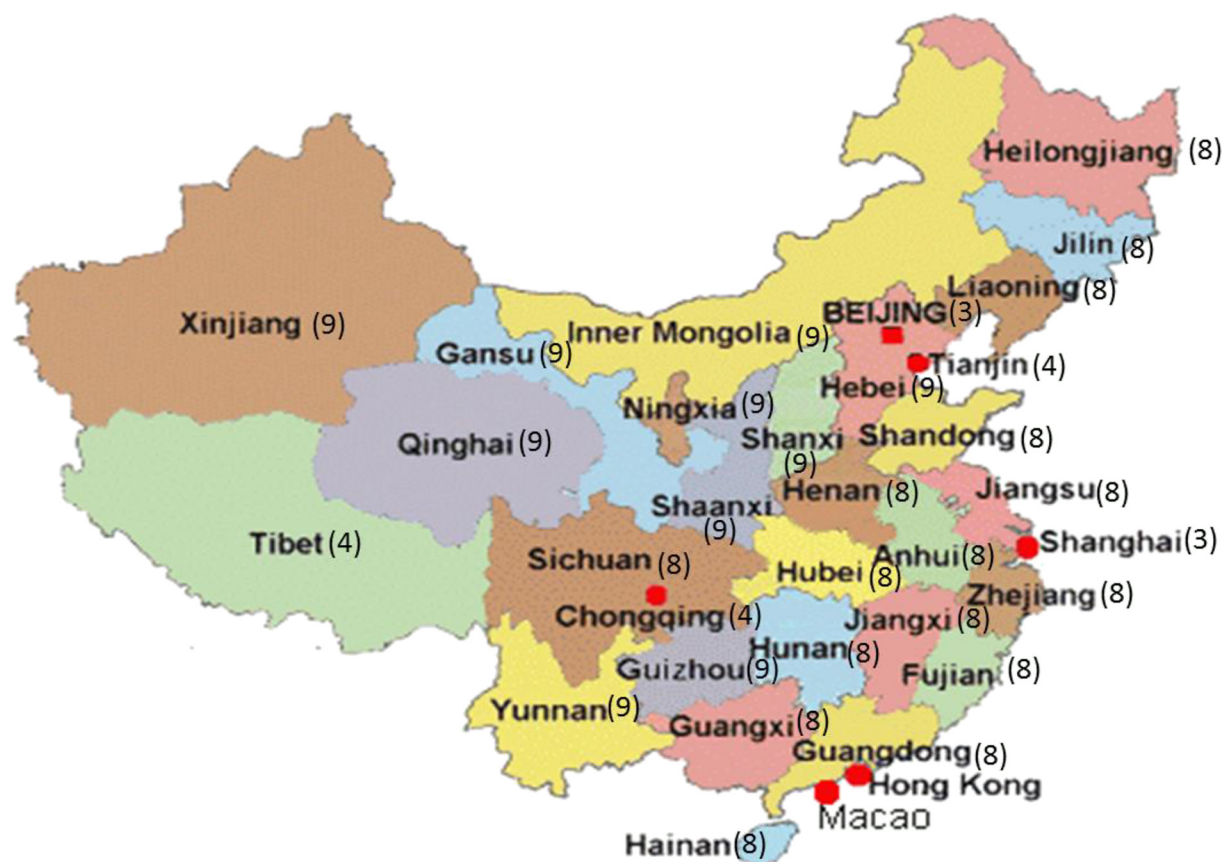 Heilongjiang (8)
Jilin (8)
Liaoning (8)
BEIJING (3)
Xinjiang (9)
Inner Mongolia (9)
Gansu (9)
Tianjin (4)
Hebei (9)
Ningxia (9)
Qinghai (9)
Shanxi
(9)
Shandong (8)
Henan (8)
Jiangsu (8)
Shaanxi
(9)
Tibet (4)
Shanghai (3)
Sichuan (8)
Anhui (8)
Hubei (8)
Zhejiang (8)
Chongqing (4)
Jiangxi (8)
Hunan (8)
Guizhou (9)
Fujian (8)
Yunnan (9)
Guangxi (8)
Guangdong (8)
Hong Kong
Macao
Hainan (8)